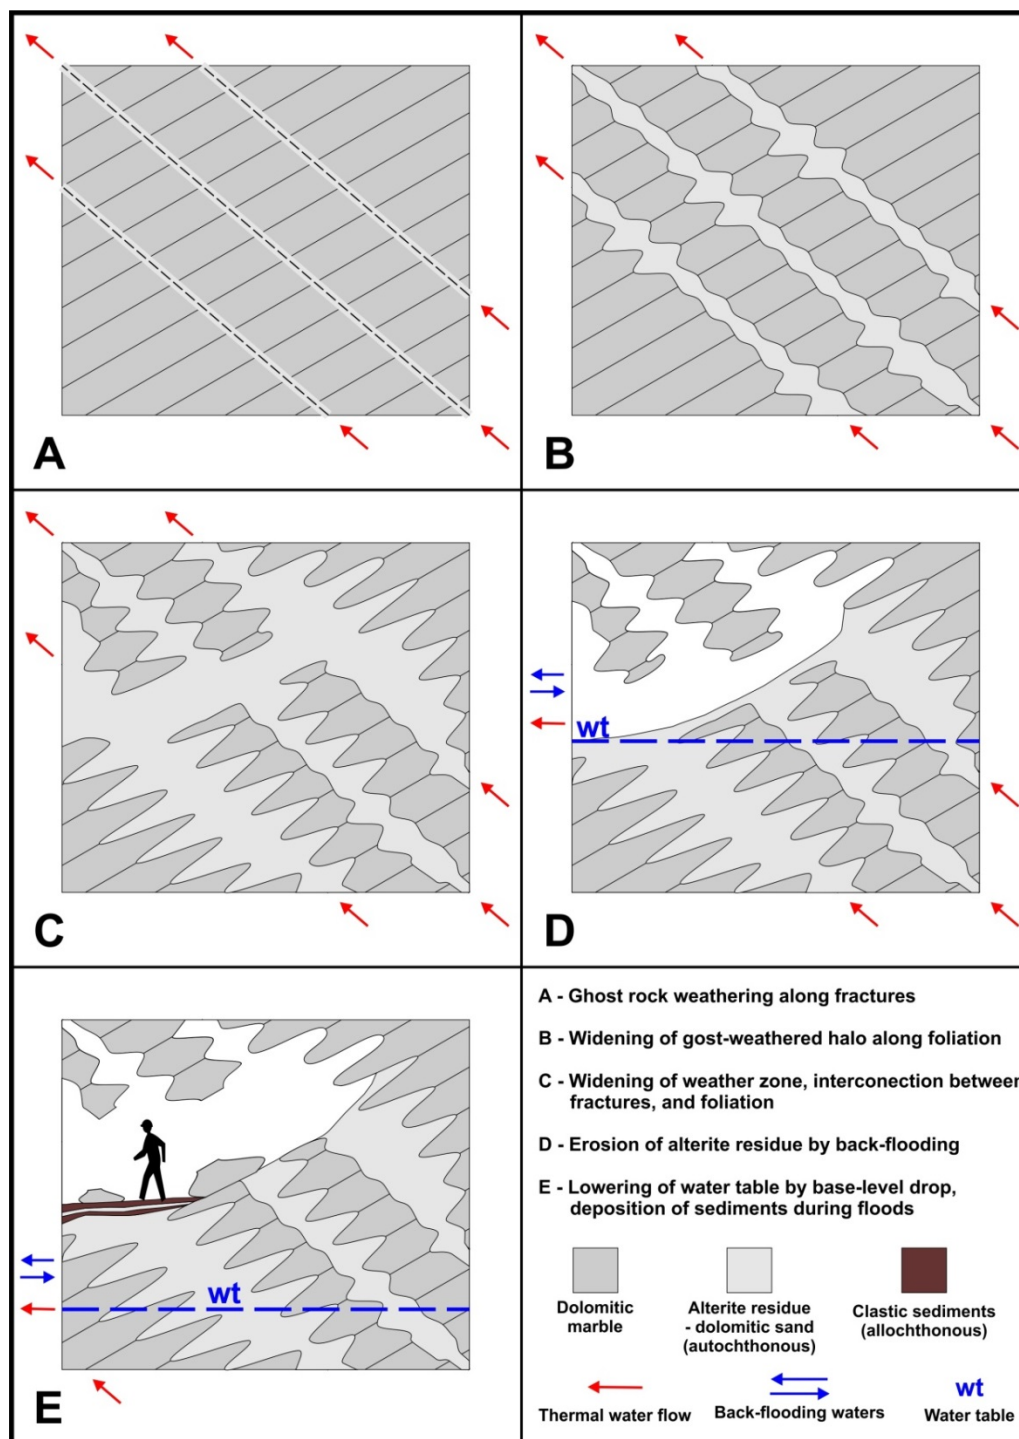 A
B
C
wt
D
wt
E
A - Ghost rock weathering along fractures
B - Widening of gost-weathered halo along foliation
C - Widening of weather zone, interconection between
fractures, and foliation
D - Erosion of alterite residue by back-flooding
E - Lowering of water table by base-level drop,
deposition of sediments during floods
Dolomitic
marble
Alterite residue
- dolomitic sand
(autochthonous)
Clastic sediments
(allochthonous)
Thermal water flow
Back-flooding waters
wt
Water table